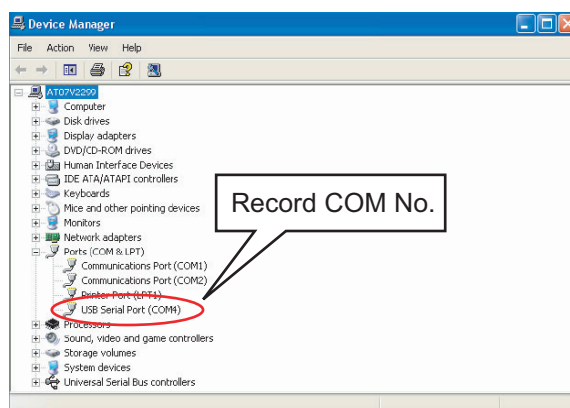 Device Manager
File Action View Help
AT07V2299
Computer
Disk drives
Display adapters
DVD/CD-ROM drives
Human Interface Devices
IDE ATA/ATAPI controllers
Keyboards
Mice and other pointing devices
Monitors
Network adapters
Ports (COM & LPT)
Communications Port (COM1)
Communications Port (COM2)
Printer Port (LPT1)
USB Serial Port (COM4)
Processors
Sound, video and game controllers
Storage volumes
System devices
Universal Serial Bus controllers
Record COM No.